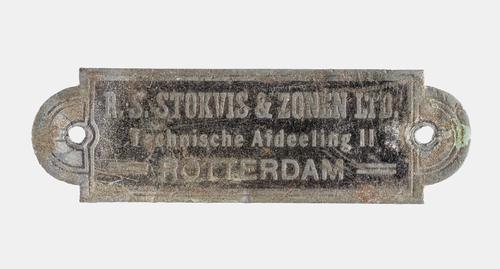 R. S. STOKVIS & ZONEN LTD.
Technische Afdeeling II
ROTTERDAM